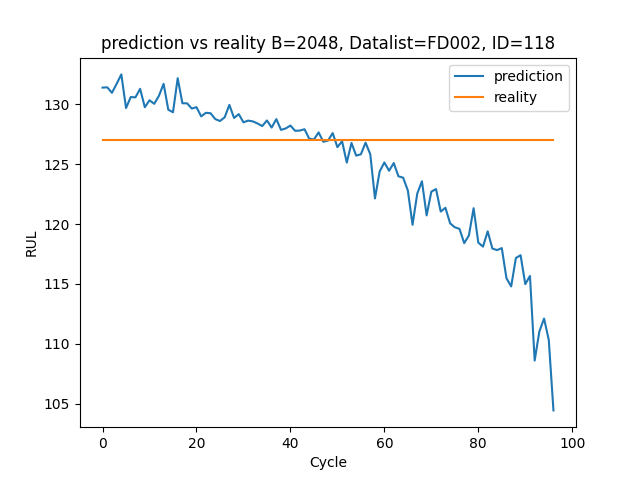 prediction vs reality B=2048, Datalist=FD002, ID=118
prediction
reality
RUL
130
125
120
115
110
105
0 20 40 60 80 100
Cycle